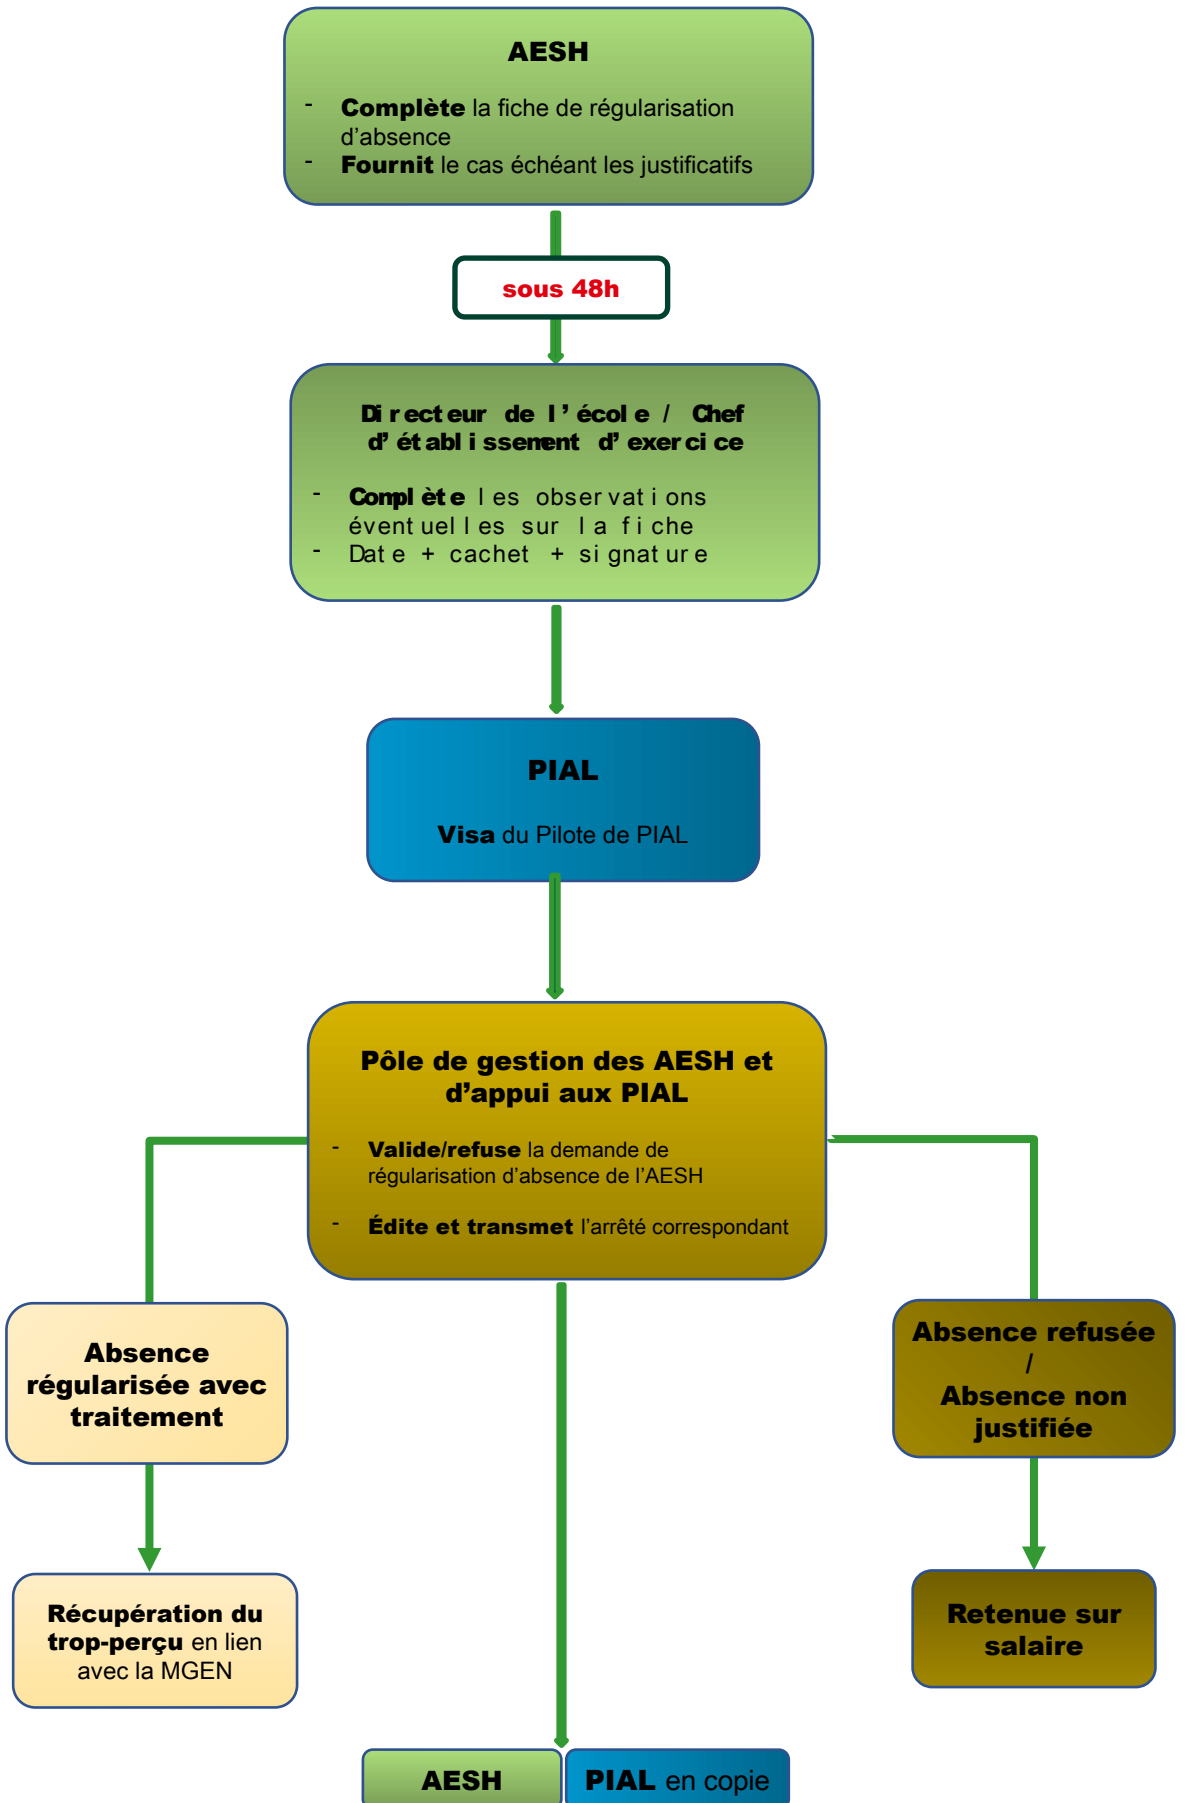 AESH
- Complète la fiche de régularisation
d’absence
- Fournit le cas échéant les justificatifs
sous 48h
Directeur de l’école / Chef
d’établissement d’exercice
- Complète les observations
éventuelles sur la fiche
- Date + cachet + signature
PIAL
Visa du Pilote de PIAL
Pôle de gestion des AESH et
d’appui aux PIAL
- Valide/refuse la demande de
régularisation d’absence de l’AESH
- Édite et transmet l’arrêté correspondant
Absence
régularisée avec
traitement
Absence refusée
/
Absence non
justifiée
Récupération du
trop-perçu en lien
avec la MGEN
Retenue sur
salaire
AESH
PIAL en copie